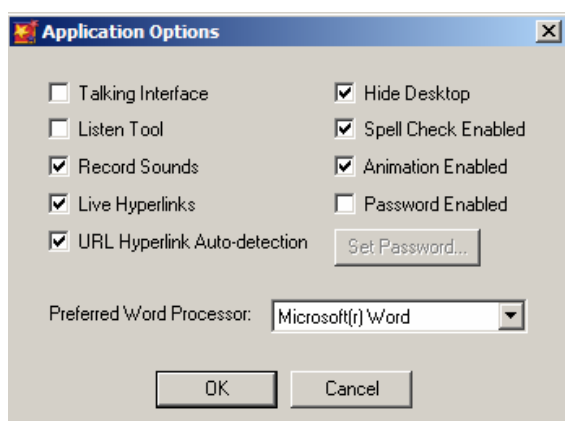 Application Options
Talking Interface
Hide Desktop
Listen Tool
Spell Check Enabled
Record Sounds
Animation Enabled
Live Hyperlinks
Password Enabled
URL Hyperlink Auto-detection
Set Password...
Preferred Word Processor:
Microsoft(r) Word
OK
Cancel